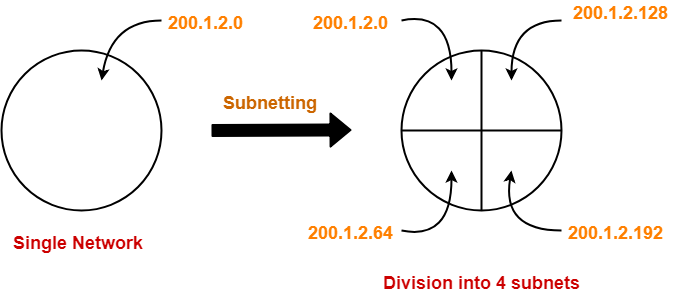 200.1.2.0
200.1.2.0
200.1.2.128
Subnetting
200.1.2.64
200.1.2.192
Single Network
Division into 4 subnets